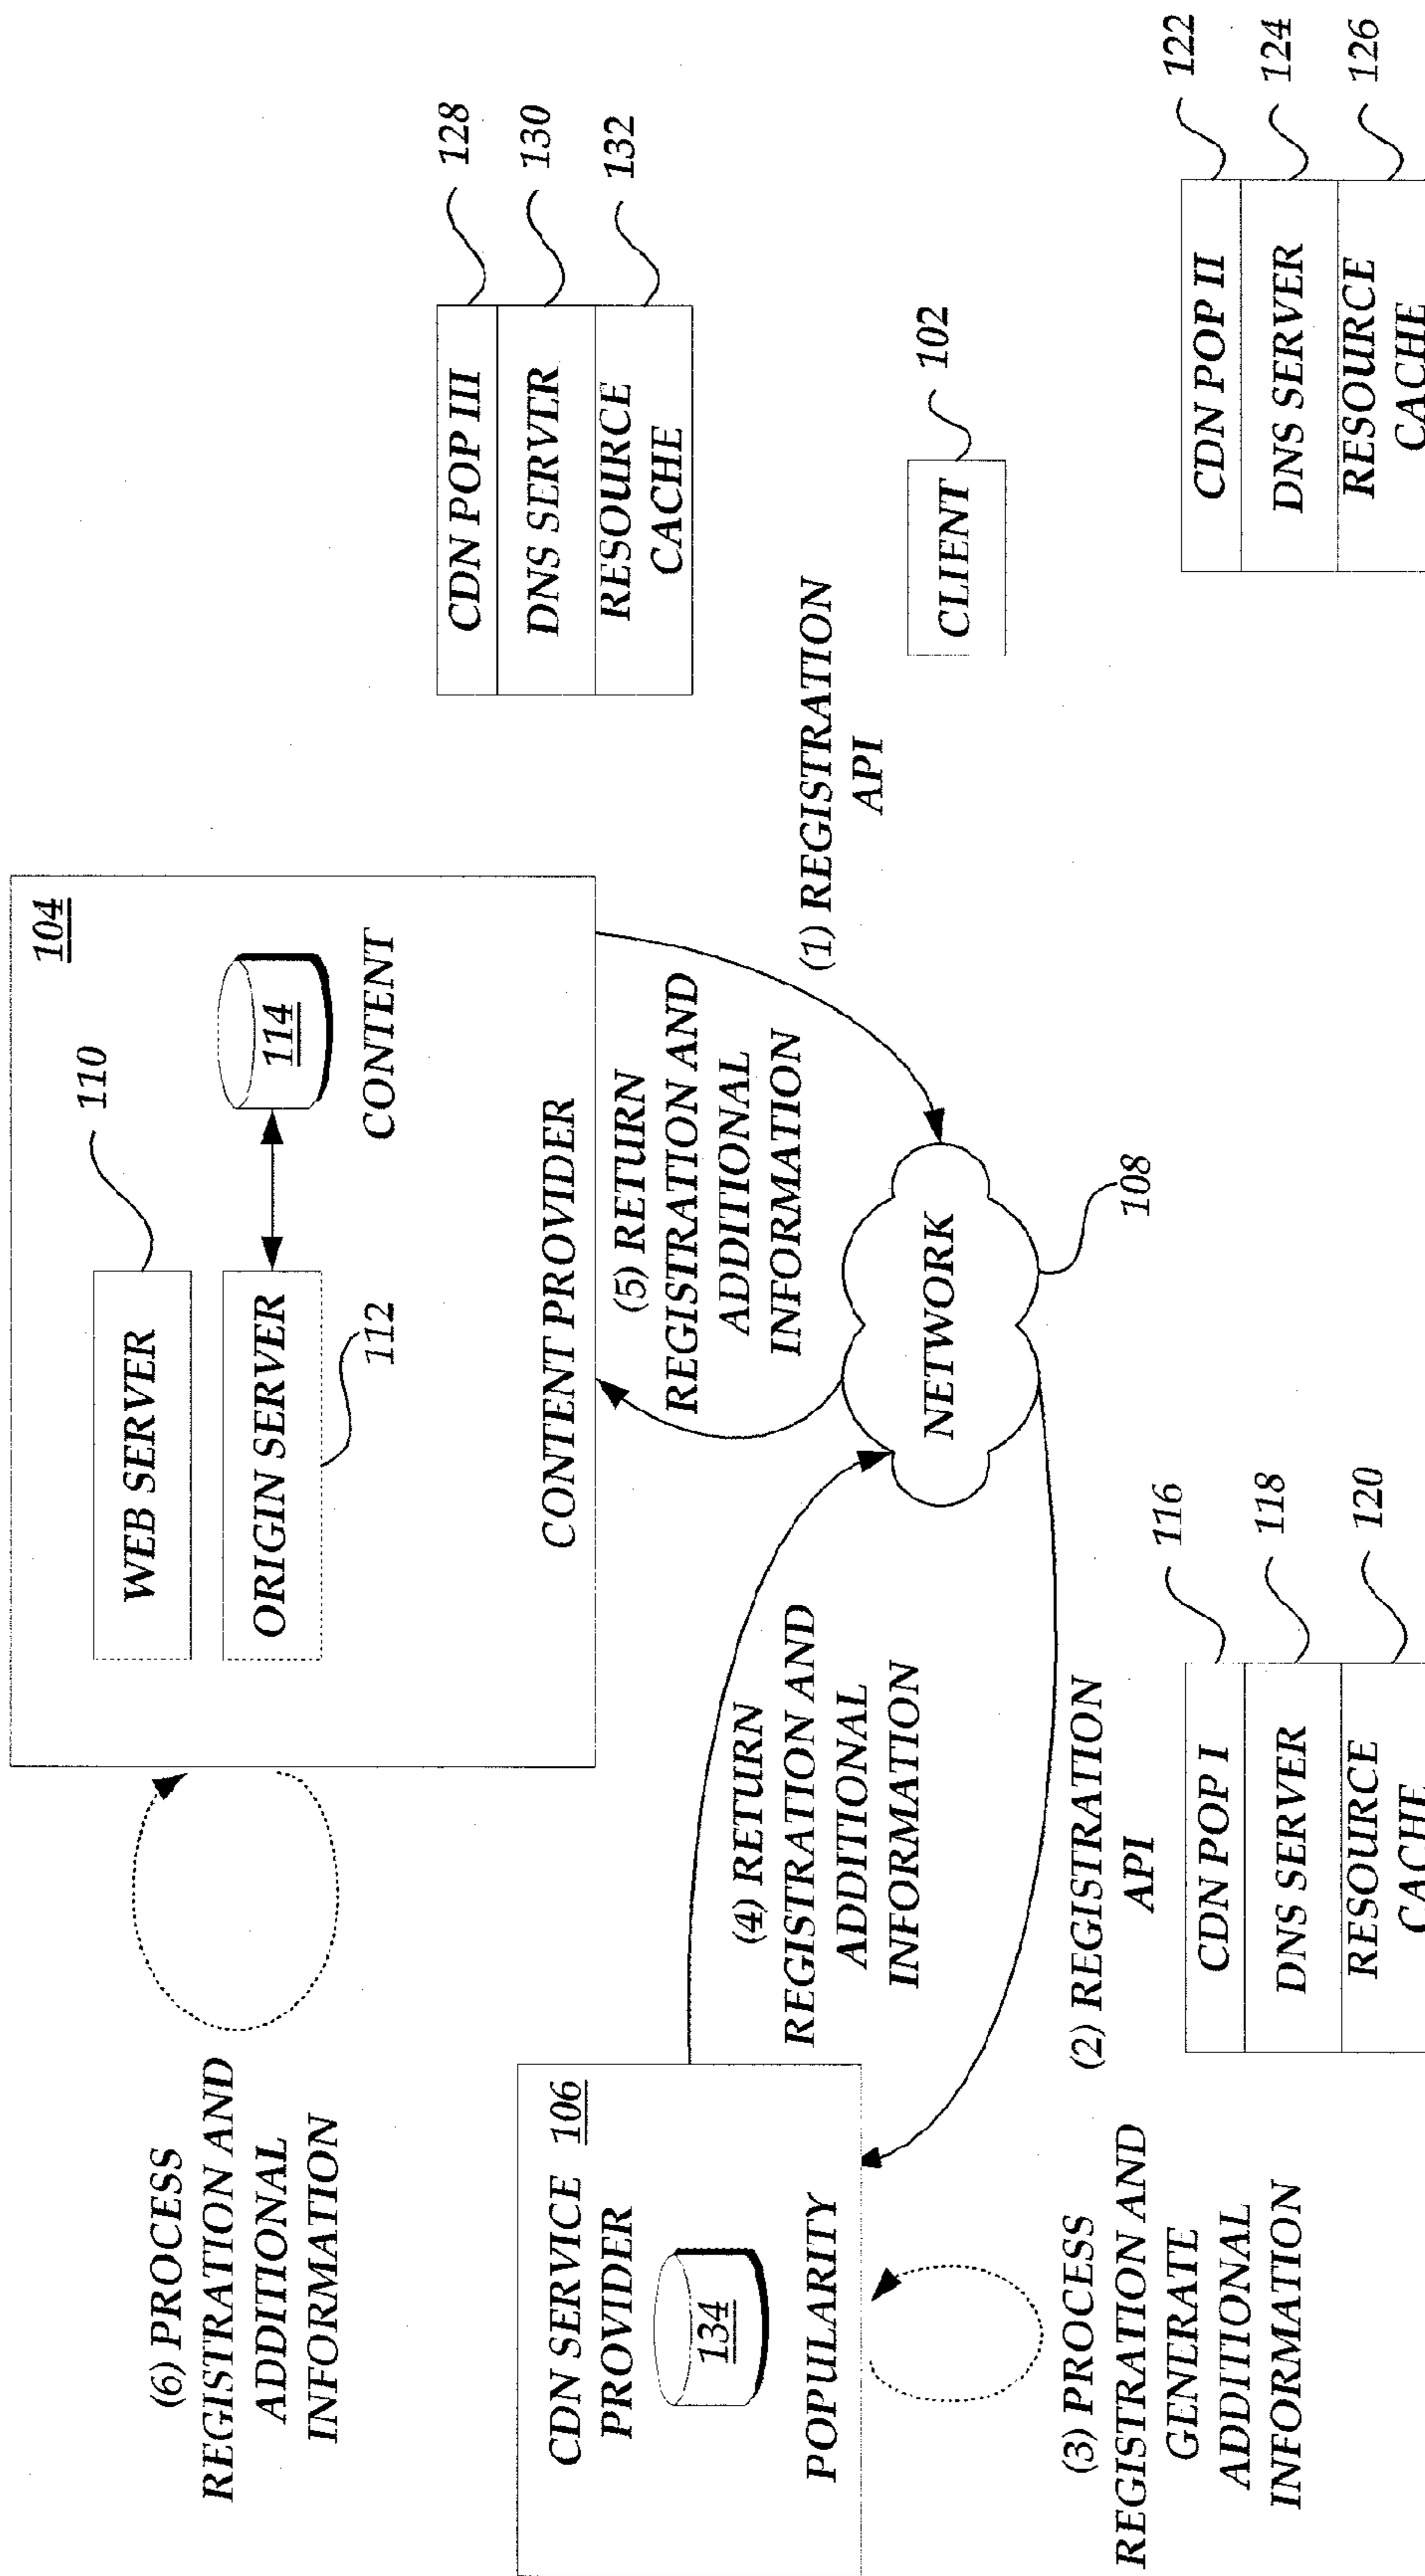 (6) PROCESS
REGISTRATION AND
ADDITIONAL
INFORMATION
104
WEB SERVER
110
ORIGIN SERVER
112
114
CONTENT
CONTENT PROVIDER
CDN SERVICE 106
PROVIDER
134
POPULARITY
CDN POP III
DNS SERVER
RESOURCE
CACHE
128
130
132
(5) RETURN
REGISTRATION AND
ADDITIONAL
INFORMATION
(4) RETURN
REGISTRATION AND
ADDITIONAL
INFORMATION
(1) REGISTRATION
API
NETWORK
108
CLIENT
102
(3) PROCESS
REGISTRATION AND
GENERATE
ADDITIONAL
INFORMATION
(2) REGISTRATION
API
CDN POP I
DNS SERVER
RESOURCE
CACHE
116
118
120
CDN POP II
DNS SERVER
RESOURCE
CACHE
122
124
126